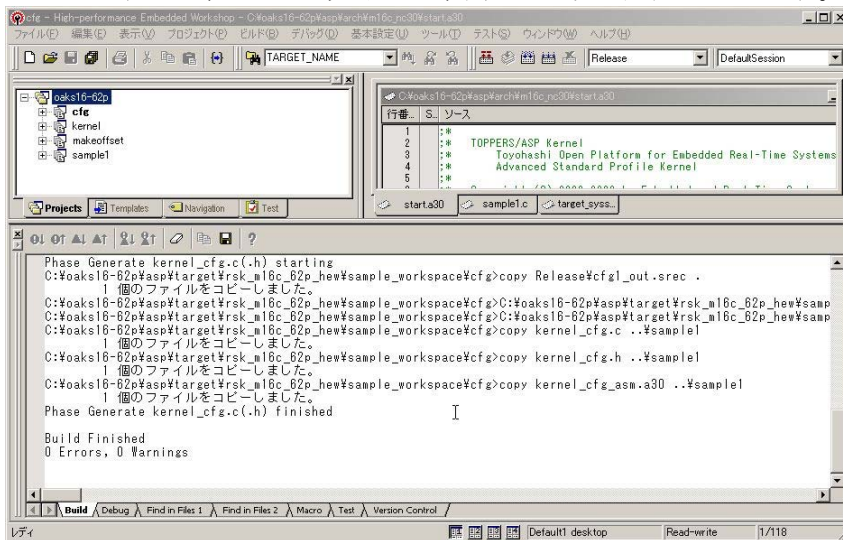 cfg - High-performance Embedded Workshop - C:¥oaks16-62p¥asp¥arch¥m16c_nc30¥start.a30
ファイル(F) 編集(E) 表示(V) プロジェクト(P) ビルド(B) デバッグ(D) 基本設定(U) ツール(T) テスト(S) ウィンドウ(W) ヘルプ(H)
TARGET_NAME Release DefaultSession
oaks16-62p
cfg
kernel
makeoffset
sample1
Projects Templates Navigation Test
C:¥oaks16-62p¥asp¥arch¥m16c_nc30¥start.a30
行番... S... ソース
1 ;*
2 ;* TOPPERS/ASP Kernel
3 ;* Toyohashi Open Platform for Embedded Real-Time Systems
4 ;* Advanced Standard Profile Kernel
5 ;*
start.a30 sample1.c target_syss...
Phase Generate kernel_cfg.c(.h) starting
C:¥oaks16-62p¥asp¥target¥rsk_m16c_62p_hew¥sample_workspace¥cfg>copy Release¥cfg1_out.srec .
1 個のファイルをコピーしました。
C:¥oaks16-62p¥asp¥target¥rsk_m16c_62p_hew¥sample_workspace¥cfg>C:¥oaks16-62p¥asp¥target¥rsk_m16c_62p_hew¥samp
C:¥oaks16-62p¥asp¥target¥rsk_m16c_62p_hew¥sample_workspace¥cfg>C:¥oaks16-62p¥asp¥target¥rsk_m16c_62p_hew¥samp
C:¥oaks16-62p¥asp¥target¥rsk_m16c_62p_hew¥sample_workspace¥cfg>copy kernel_cfg.c ..¥sample1
1 個のファイルをコピーしました。
C:¥oaks16-62p¥asp¥target¥rsk_m16c_62p_hew¥sample_workspace¥cfg>copy kernel_cfg.h ..¥sample1
1 個のファイルをコピーしました。
C:¥oaks16-62p¥asp¥target¥rsk_m16c_62p_hew¥sample_workspace¥cfg>copy kernel_cfg_asm.a30 ..¥sample1
1 個のファイルをコピーしました。
Phase Generate kernel_cfg.c(.h) finished
Build Finished
0 Errors, 0 Warnings
Build Debug Find in Files 1 Find in Files 2 Macro Test Version Control
レディ Default1 desktop Read-write 1/118